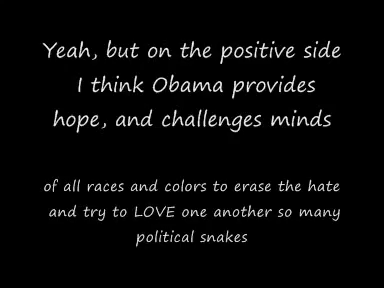 Yeah, but on the positive side
I think Obama provides
hope, and challenges minds
of all races and colors to erase the hate
and try to LOVE one another so many
political snakes